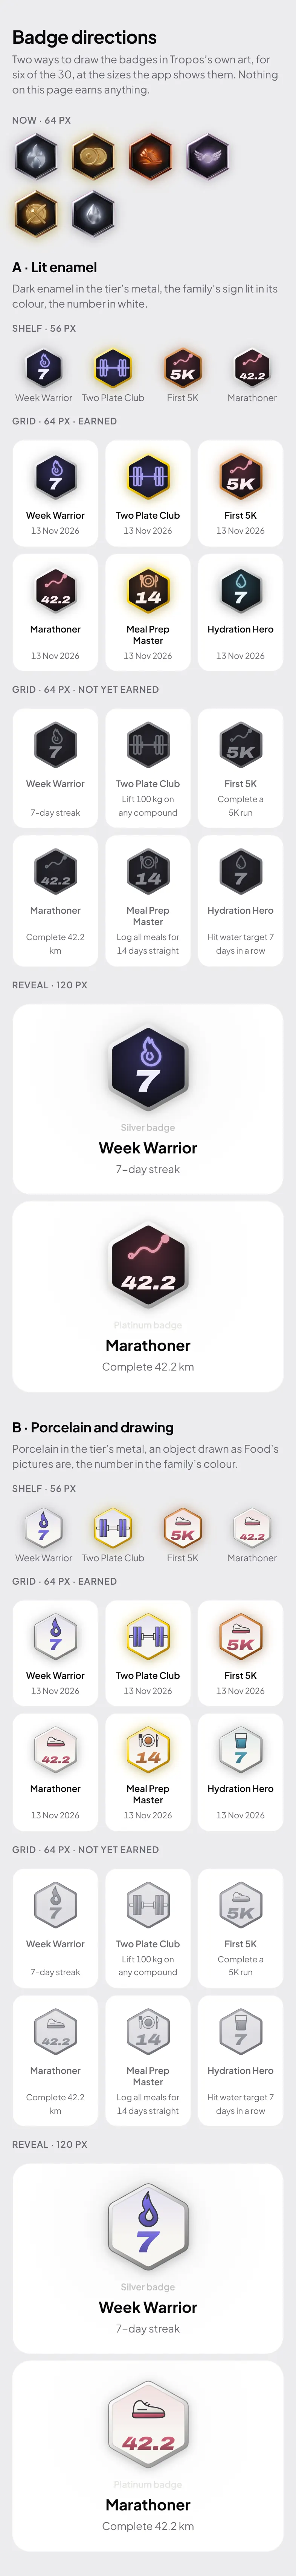 Badge directions
Two ways to draw the badges in Tropos's own art, for
six of the 30, at the sizes the app shows them. Nothing
on this page earns anything.
NOW · 64 PX
A · Lit enamel
Dark enamel in the tier's metal, the family's sign lit in its
colour, the number in white.
SHELF · 56 PX
7
5K
42.2
Week Warrior
Two Plate Club
First 5K
Marathoner
GRID · 64 PX · EARNED
7
5K
Week Warrior
Two Plate Club
First 5K
13 Nov 2026
13 Nov 2026
13 Nov 2026
42.2
14
7
Marathoner
Meal Prep
Master
Hydration Hero
13 Nov 2026
13 Nov 2026
13 Nov 2026
GRID · 64 PX · NOT YET EARNED
7
5K
Week Warrior
Two Plate Club
First 5K
7-day streak
Lift 100 kg on
any compound
Complete a
5K run
42.2
14
7
Marathoner
Meal Prep
Master
Hydration Hero
Complete 42.2
km
Log all meals for
14 days straight
Hit water target 7
days in a row
REVEAL · 120 PX
7
Silver badge
Week Warrior
7-day streak
42.2
Platinum badge
Marathoner
Complete 42.2 km
B · Porcelain and drawing
Porcelain in the tier's metal, an object drawn as Food's
pictures are, the number in the family's colour.
SHELF · 56 PX
7
5K
42.2
Week Warrior
Two Plate Club
First 5K
Marathoner
GRID · 64 PX · EARNED
7
5K
Week Warrior
Two Plate Club
First 5K
13 Nov 2026
13 Nov 2026
13 Nov 2026
42.2
14
7
Marathoner
Meal Prep
Master
Hydration Hero
13 Nov 2026
13 Nov 2026
13 Nov 2026
GRID · 64 PX · NOT YET EARNED
7
5K
Week Warrior
Two Plate Club
First 5K
7-day streak
Lift 100 kg on
any compound
Complete a
5K run
42.2
14
7
Marathoner
Meal Prep
Master
Hydration Hero
Complete 42.2
km
Log all meals for
14 days straight
Hit water target 7
days in a row
REVEAL · 120 PX
7
Silver badge
Week Warrior
7-day streak
42.2
Platinum badge
Marathoner
Complete 42.2 km